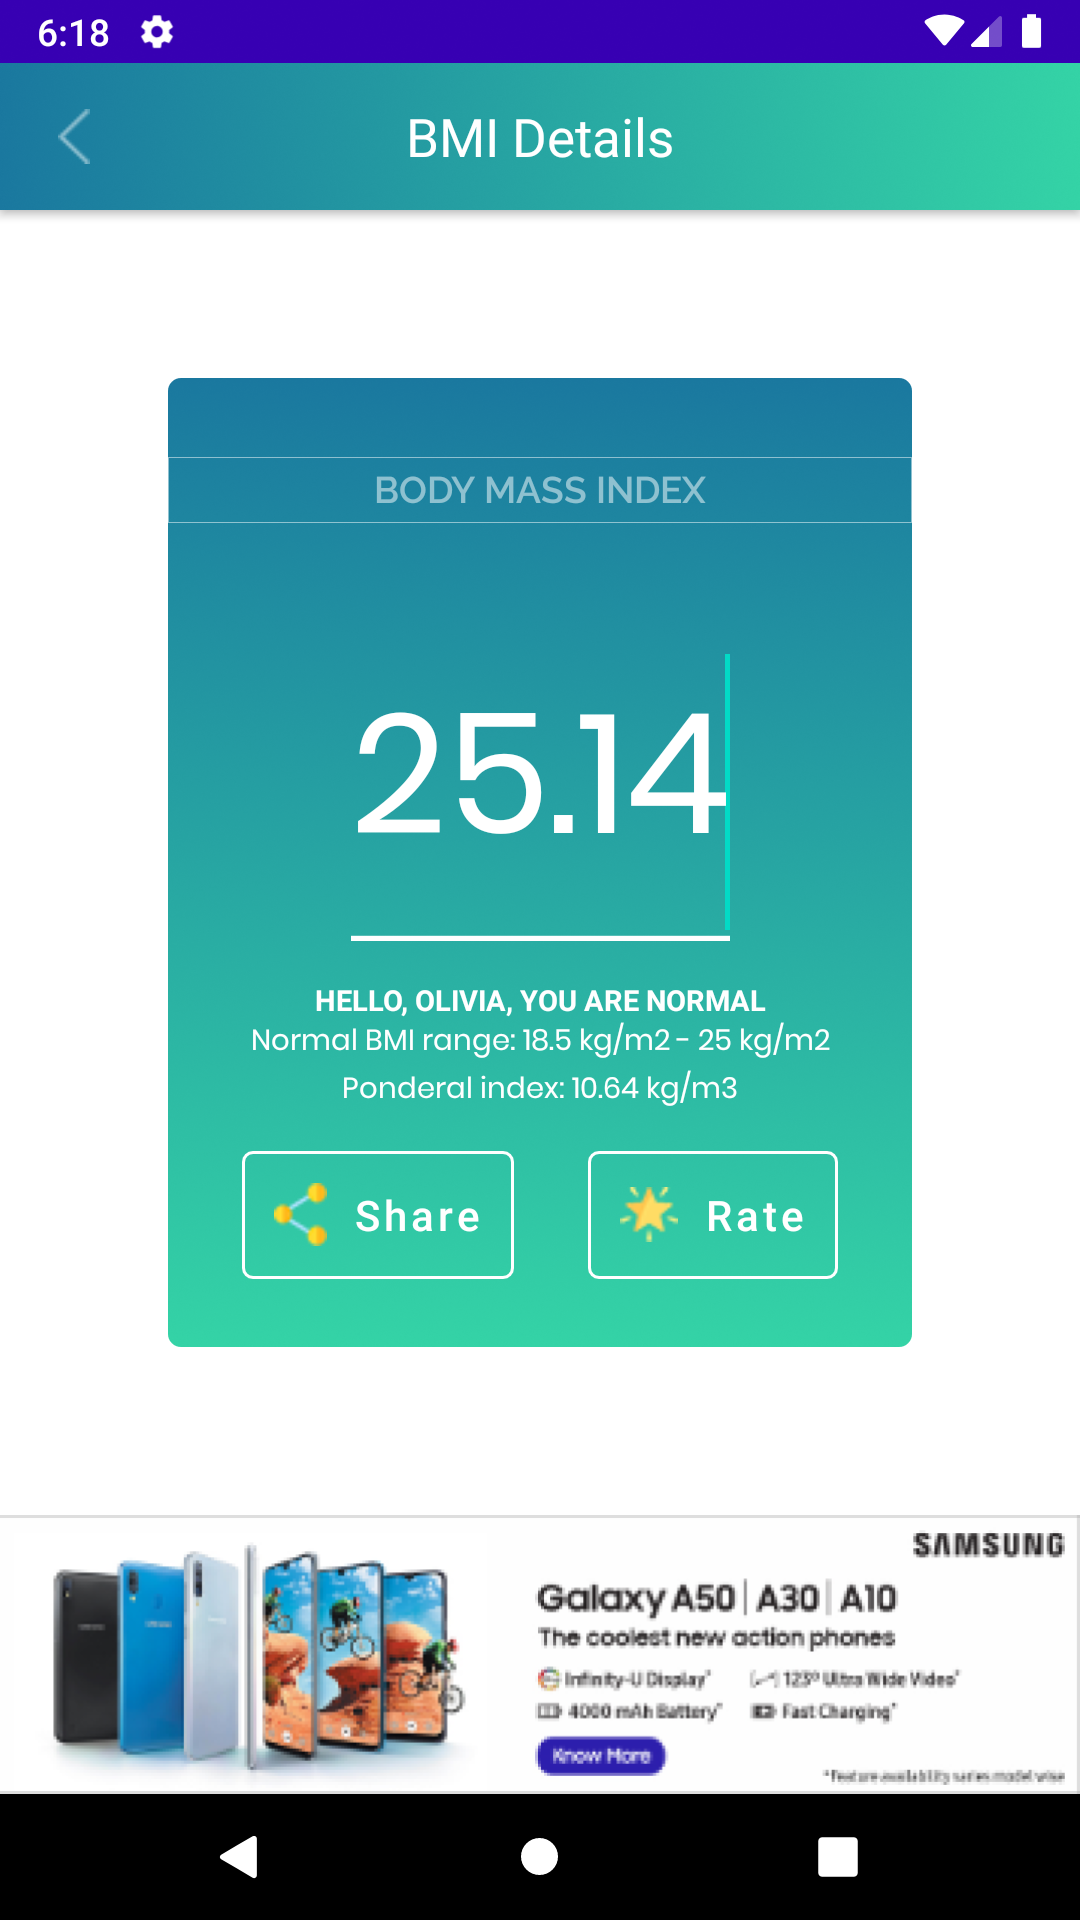 6:18
BMI Details
BODY MASS INDEX
25.14
HELLO, OLIVIA, YOU ARE NORMAL
Normal BMI range: 18.5 kg/m2 - 25 kg/m2
Ponderal index: 10.64 kg/m3
Share
Rate
SAMSUNG
Galaxy A50 | A30 | A10
The coolest new action phones
Infinity-U Display*
123° Ultra Wide Video*
4000 mAh Battery*
Fast Charging*
Know More
*Feature availability varies model wise